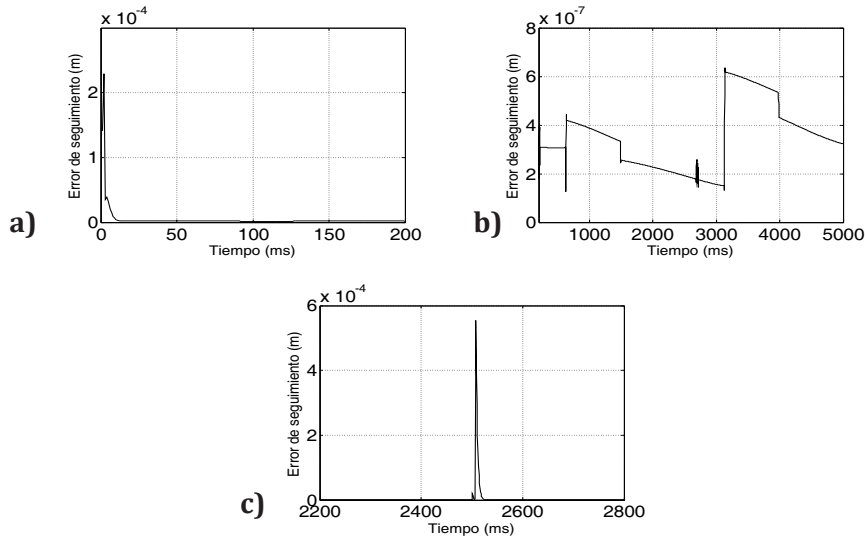 x 10⁻⁴
2
1
0
Error de seguimiento (m)
0 50 100 150 200
Tiempo (ms)
a)
x 10⁻⁷
8
6
4
2
0
Error de seguimiento (m)
1000 2000 3000 4000 5000
Tiempo (ms)
b)
x 10⁻⁴
6
4
2
0
Error de seguimiento (m)
2200 2400 2600 2800
Tiempo (ms)
c)